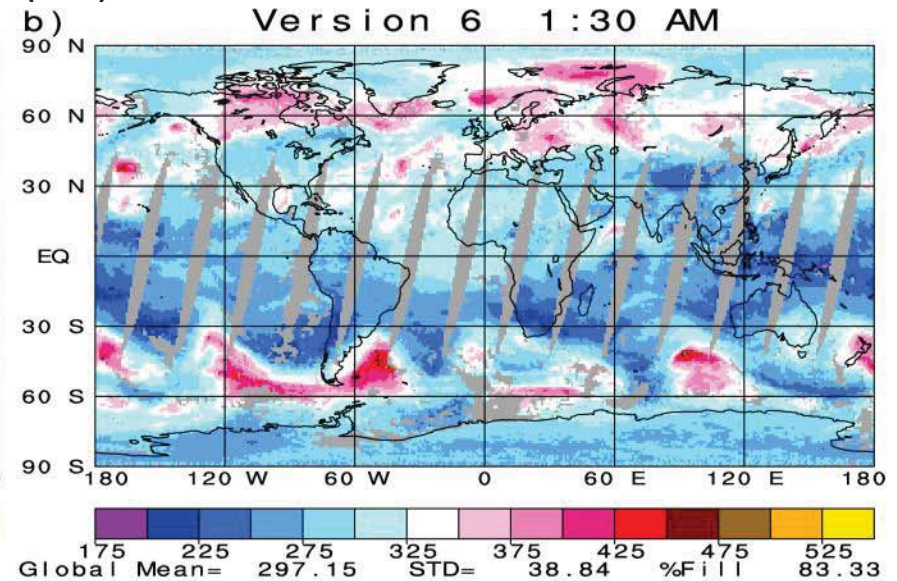 b) Version 6 1:30 AM
90 N
60 N
30 N
EQ
30 S
60 S
90 S
180 120 W 60 W 0 60 E 120 E 180
175 225 275 325 375 425 475 525
Global Mean= 297.15 STD= 38.84 %Fill 83.33